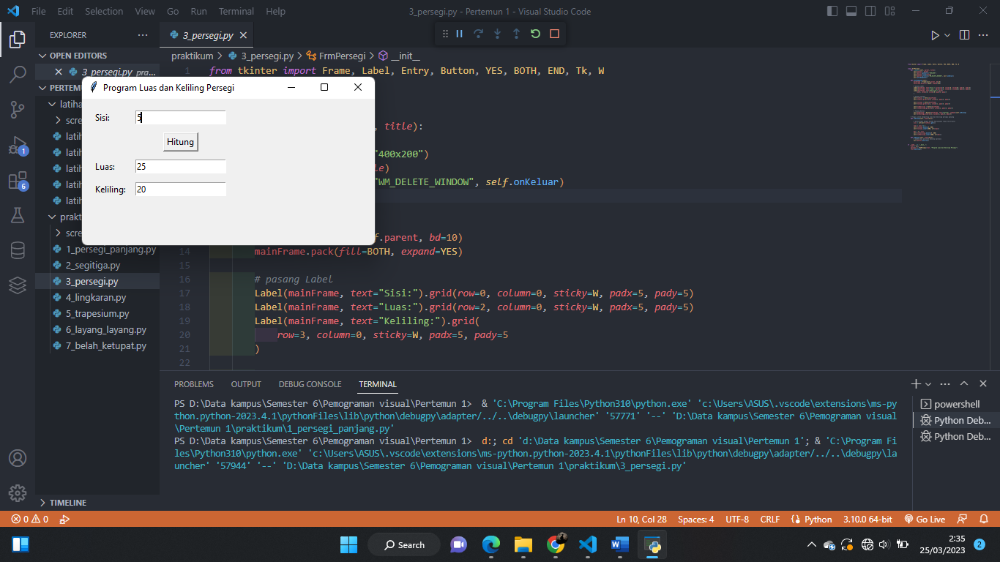 File Edit Selection View Go Run Terminal Help
3_persegi.py - Pertemun 1 - Visual Studio Code
EXPLORER
3_persegi.py
OPEN EDITORS
praktikum > 3_persegi.py > FrmPersegi > __init__
3_persegi.py pra...
1 from tkinter import Frame, Label, Entry, Button, YES, BOTH, END, Tk, W
PERTEM
Program Luas dan Keliling Persegi
Sisi: 5
Hitung
Luas: 25
Keliling: 20
latiha
scre
latih
latih
latih
latih
latih
prakt
scre
1_persegi_panjang.py
2_segitiga.py
3_persegi.py
4_lingkaran.py
5_trapesium.py
6_layang_layang.py
7_belah_ketupat.py
1
6
, title):
"400x200")
le)
"WM_DELETE_WINDOW", self.onKeluar)
f.parent, bd=10)
14 mainFrame.pack(fill=BOTH, expand=YES)
15
16 # pasang Label
17 Label(mainFrame, text="Sisi:").grid(row=0, column=0, sticky=W, padx=5, pady=5)
18 Label(mainFrame, text="Luas:").grid(row=2, column=0, sticky=W, padx=5, pady=5)
19 Label(mainFrame, text="Keliling:").grid(
20 row=3, column=0, sticky=W, padx=5, pady=5
21 )
22
PROBLEMS OUTPUT DEBUG CONSOLE TERMINAL
PS D:\Data kampus\Semester 6\Pemograman visual\Pertemun 1> & 'C:\Program Files\Python310\python.exe' 'c:\Users\ASUS\.vscode\extensions\ms-py
thon.python-2023.4.1\pythonFiles\lib\python\debugpy\adapter/../..\debugpy\launcher' '57771' '--' 'D:\Data kampus\Semester 6\Pemograman visual
\Pertemun 1\praktikum\1_persegi_panjang.py'
PS D:\Data kampus\Semester 6\Pemograman visual\Pertemun 1> d:; cd 'd:\Data kampus\Semester 6\Pemograman visual\Pertemun 1'; & 'C:\Program Fi
les\Python310\python.exe' 'c:\Users\ASUS\.vscode\extensions\ms-python.python-2023.4.1\pythonFiles\lib\python\debugpy\adapter/../..\debugpy\la
uncher' '57944' '--' 'D:\Data kampus\Semester 6\Pemograman visual\Pertemun 1\praktikum\3_persegi.py'
powershell
Python Deb...
Python Deb...
TIMELINE
0 0
Ln 10, Col 28 Spaces: 4 UTF-8 CRLF Python 3.10.0 64-bit Go Live
Search
2:35
25/03/2023
2